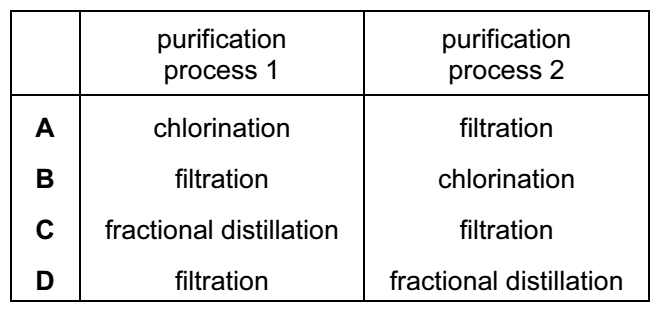 purification process 1 purification process 2
A chlorination filtration
B filtration chlorination
C fractional distillation filtration
D filtration fractional distillation